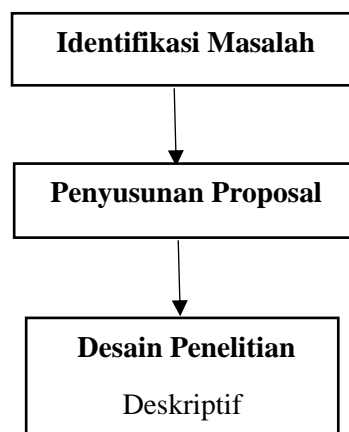 Identifikasi Masalah
Penyusunan Proposal
Desain Penelitian
Deskriptif